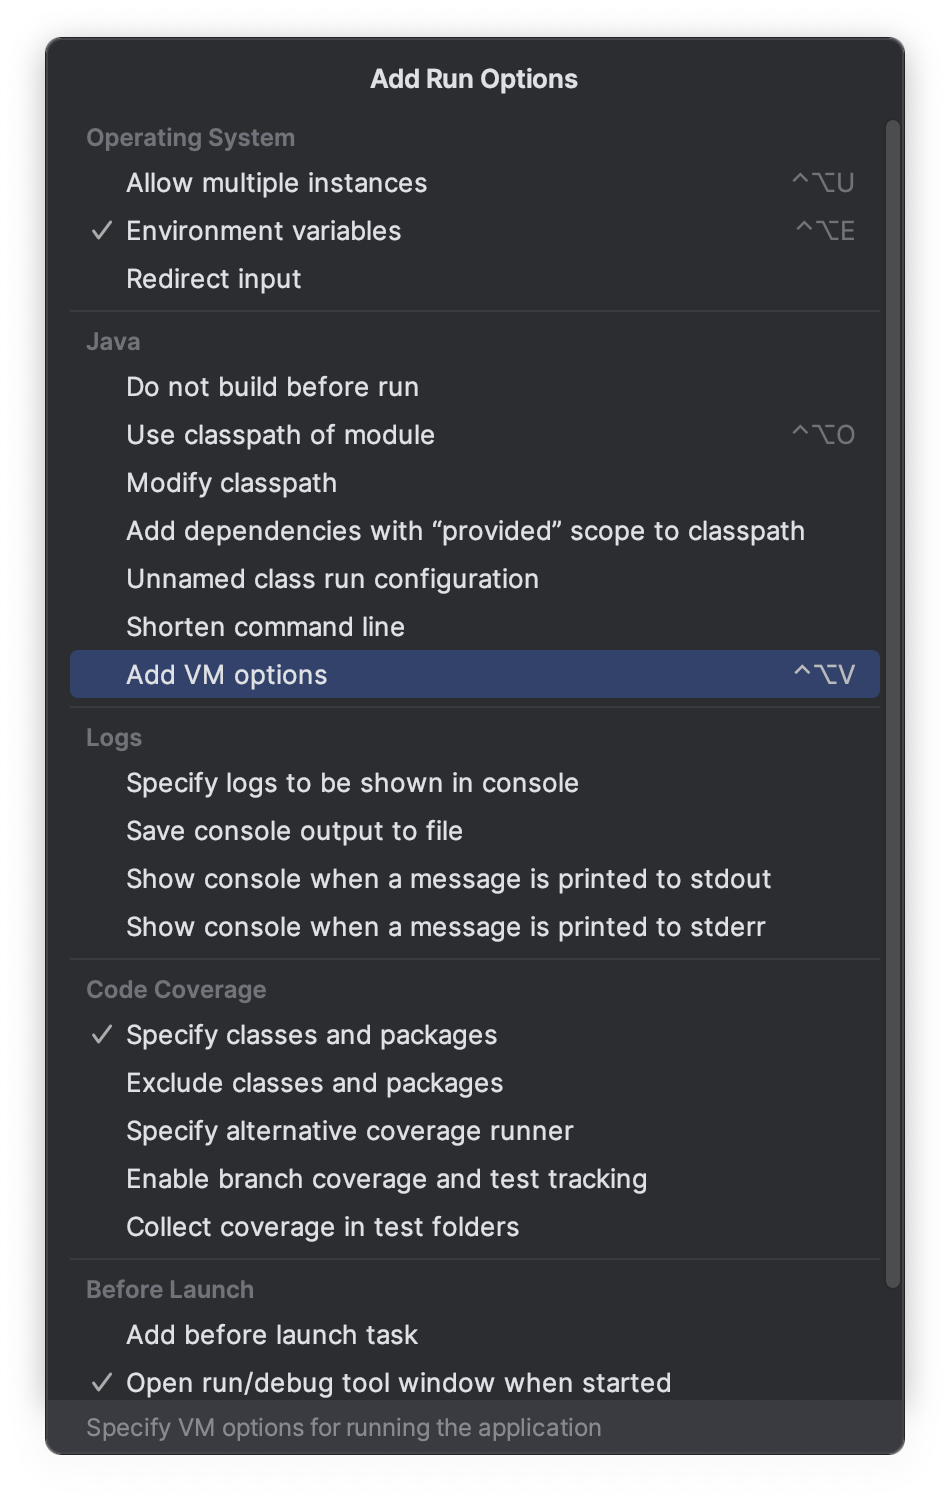 Add Run Options
Operating System
Allow multiple instances ^⌥U
✓ Environment variables ^⌥E
Redirect input
Java
Do not build before run
Use classpath of module ^⌥O
Modify classpath
Add dependencies with “provided” scope to classpath
Unnamed class run configuration
Shorten command line
Add VM options ^⌥V
Logs
Specify logs to be shown in console
Save console output to file
Show console when a message is printed to stdout
Show console when a message is printed to stderr
Code Coverage
✓ Specify classes and packages
Exclude classes and packages
Specify alternative coverage runner
Enable branch coverage and test tracking
Collect coverage in test folders
Before Launch
Add before launch task
✓ Open run/debug tool window when started
Specify VM options for running the application